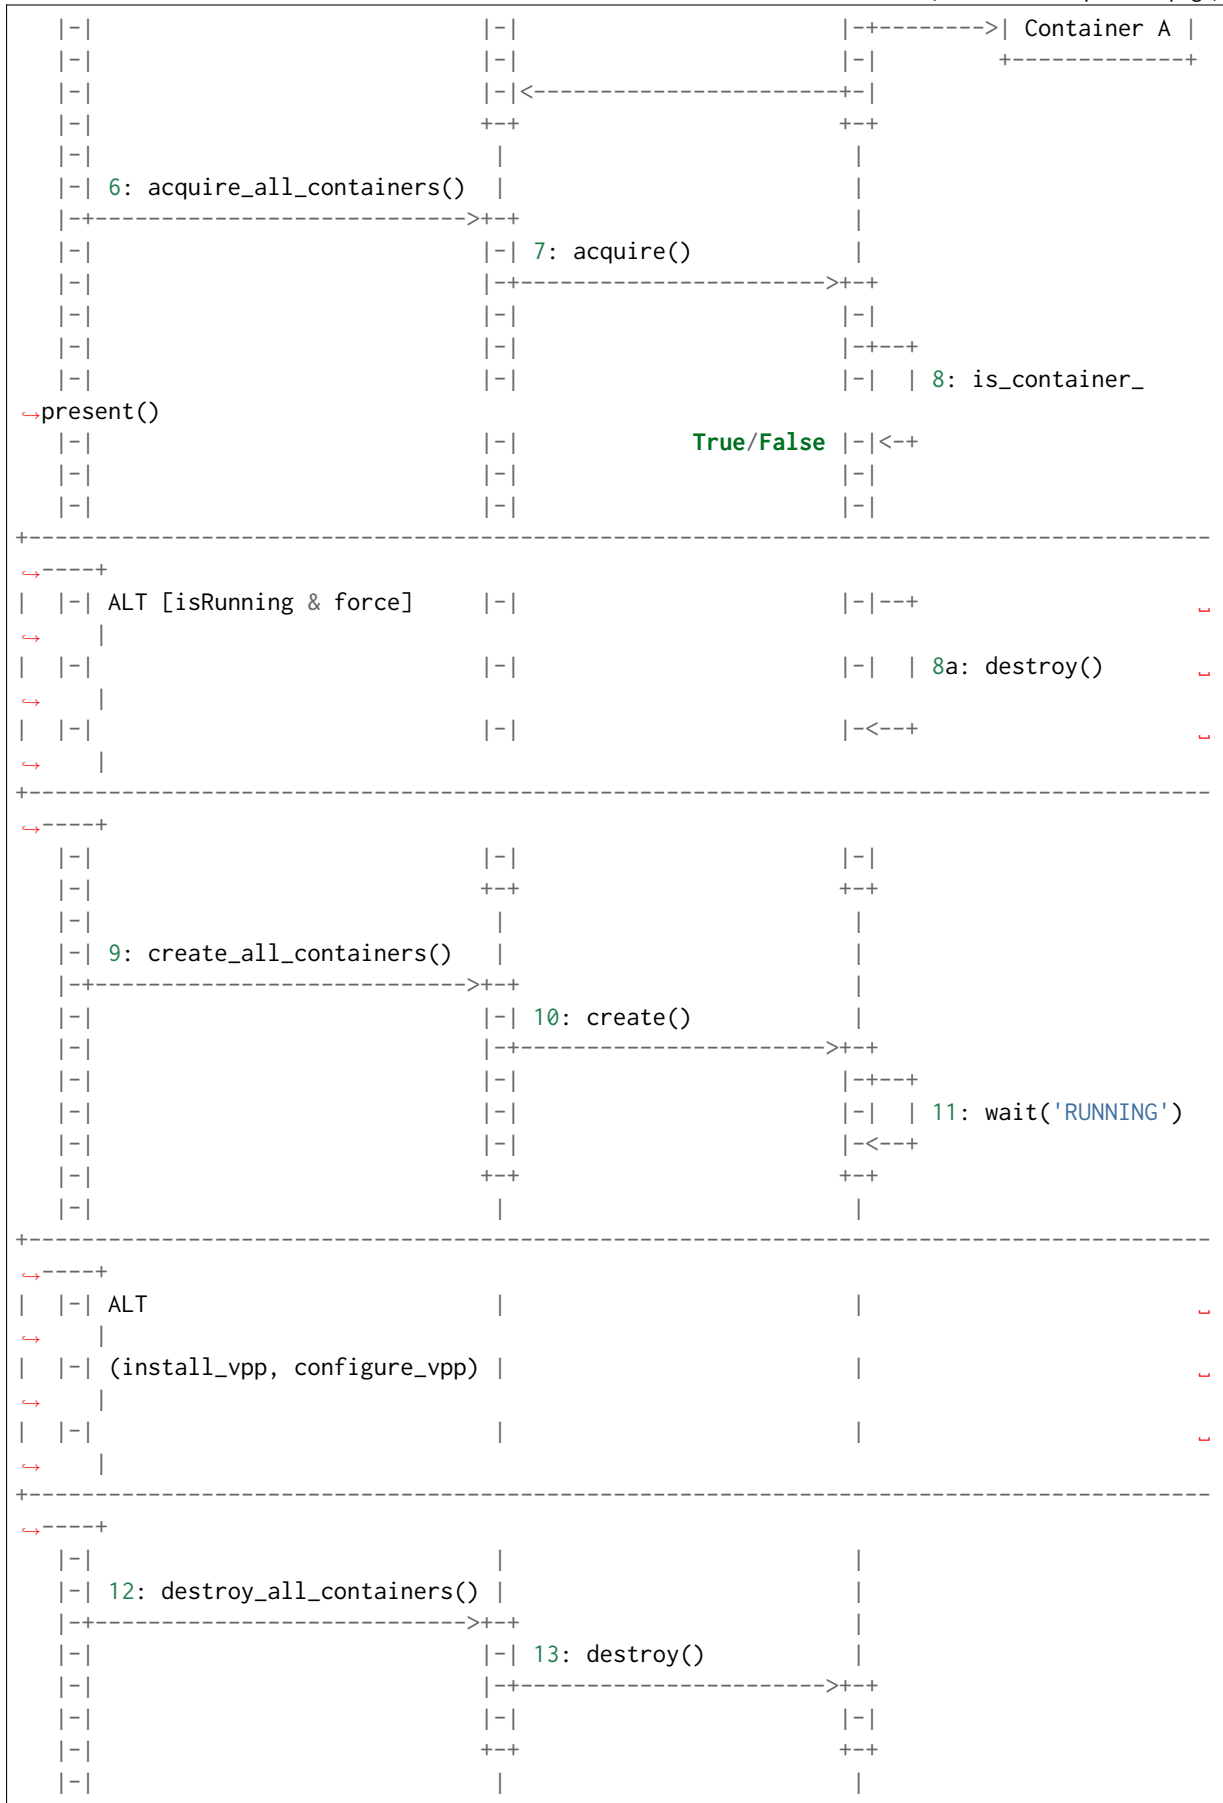 |-|                              |-|                        |-+-------->| Container A |
   |-|                              |-|                        |-|         +-------------+
   |-|                              |-|<-----------------------+-|
   |-|                              +-+                        +-+
   |-|                               |                          |
   |-| 6: acquire_all_containers()   |                          |
   |-+---------------------------->+-+                          |
   |-|                              |-| 7: acquire()            |
   |-|                              |-+----------------------->+-+
   |-|                              |-|                        |-|
   |-|                              |-|                        |-+--+
   |-|                              |-|                        |-|  | 8: is_container_
↪present()
   |-|                              |-|             True/False |-|<-+
   |-|                              |-|                        |-|
   |-|                              |-|                        |-|
+-----------------------------------------------------------------------------------------
↪----+
|  |-| ALT [isRunning & force]      |-|                        |-|--+                     ␣
↪    |
|  |-|                              |-|                        |-|  | 8a: destroy()       ␣
↪    |
|  |-|                              |-|                        |-<--+                     ␣
↪    |
+-----------------------------------------------------------------------------------------
↪----+
   |-|                              |-|                        |-|
   |-|                              +-+                        +-+
   |-|                               |                          |
   |-| 9: create_all_containers()    |                          |
   |-+---------------------------->+-+                          |
   |-|                              |-| 10: create()            |
   |-|                              |-+----------------------->+-+
   |-|                              |-|                        |-+--+
   |-|                              |-|                        |-|  | 11: wait('RUNNING')
   |-|                              |-|                        |-<--+
   |-|                              +-+                        +-+
   |-|                               |                          |
+-----------------------------------------------------------------------------------------
↪----+
|  |-| ALT                           |                          |                         ␣
↪    |
|  |-| (install_vpp, configure_vpp) |                          |                         ␣
↪    |
|  |-|                               |                          |                         ␣
↪    |
+-----------------------------------------------------------------------------------------
↪----+
   |-|                               |                          |
   |-| 12: destroy_all_containers() |                          |
   |-+---------------------------->+-+                          |
   |-|                              |-| 13: destroy()           |
   |-|                              |-+----------------------->+-+
   |-|                              |-|                        |-|
   |-|                              +-+                        +-+
   |-|                               |                          |